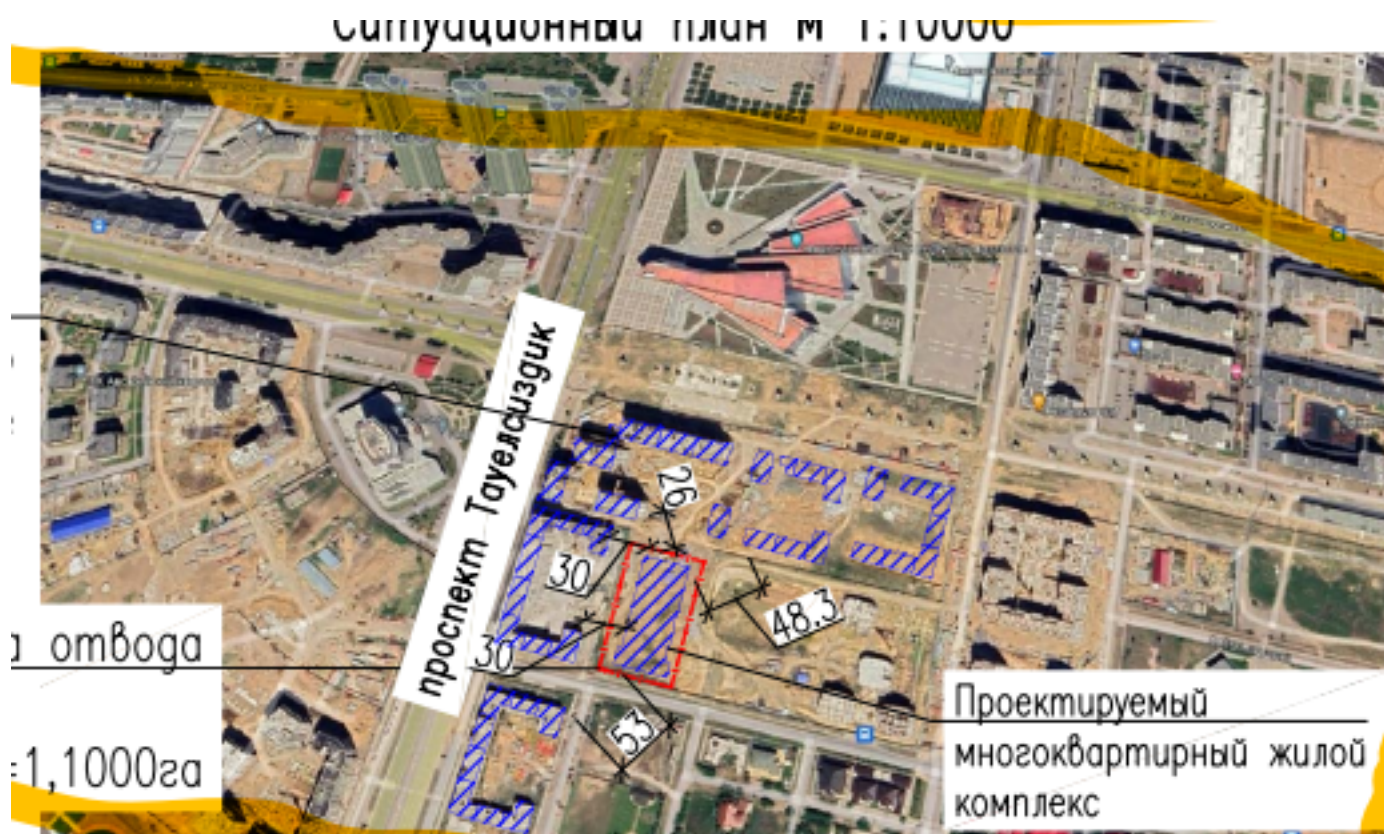 Ситуационный план М 1:10000
проспект Тауелсиздик
26
30
48.3
30
53
а отвода
=1,1000га
Проектируемый
многоквартирный жилой
комплекс